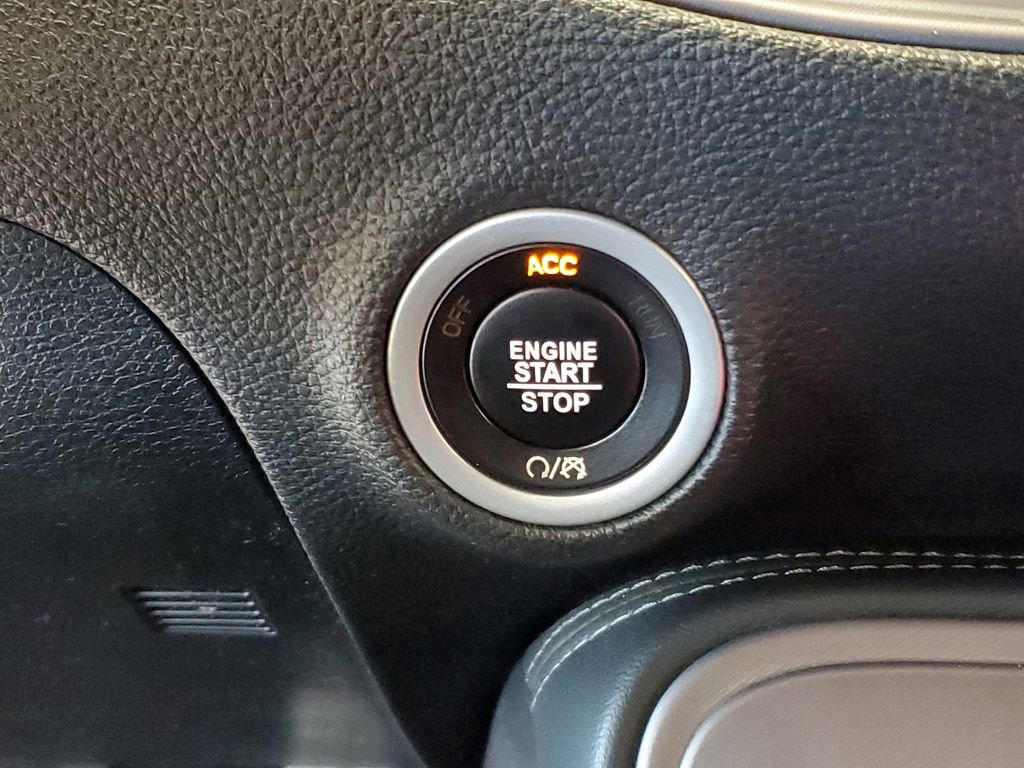 ACC
OFF
RUN
ENGINE
START
STOP